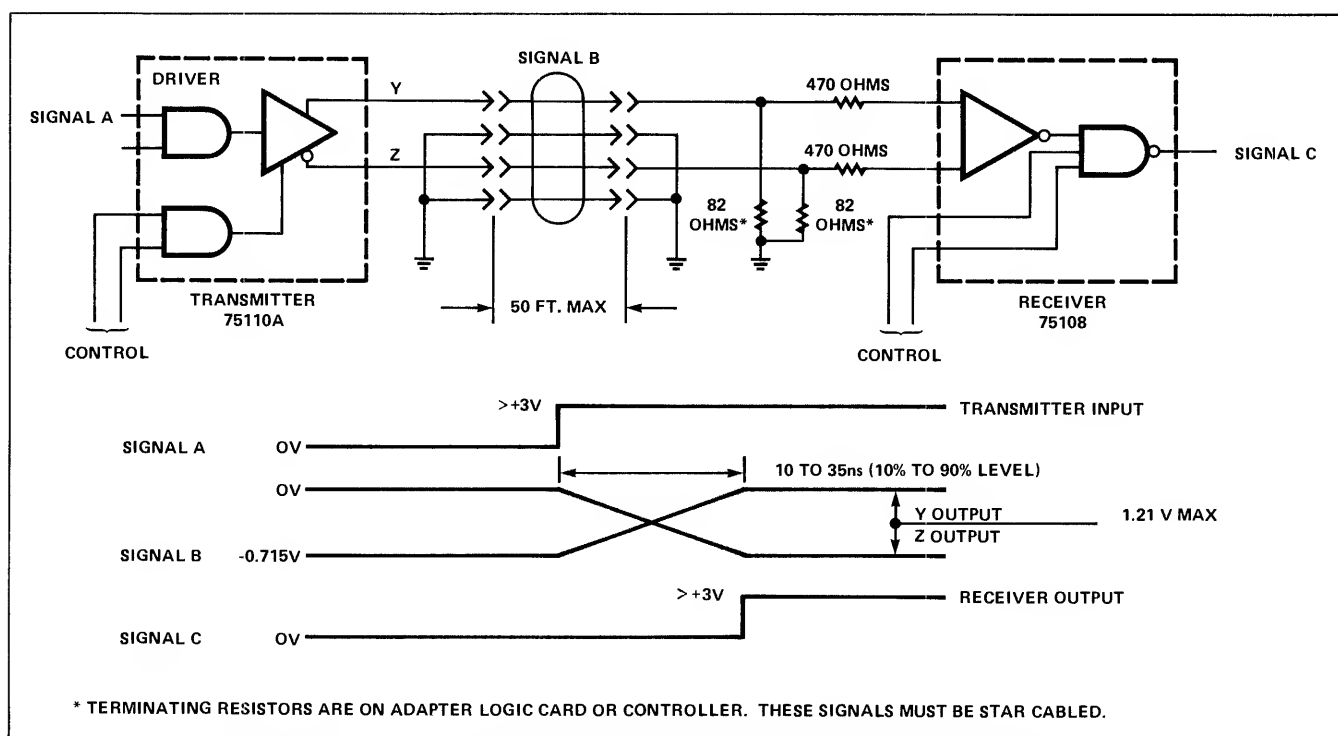 DRIVER
SIGNAL A
Y
Z
SIGNAL B
470 OHMS
470 OHMS
82
OHMS*
82
OHMS*
SIGNAL C
TRANSMITTER
75110A
50 FT. MAX
RECEIVER
75108
CONTROL
CONTROL
>+3V
TRANSMITTER INPUT
SIGNAL A
0V
10 TO 35ns (10% TO 90% LEVEL)
0V
Y OUTPUT
Z OUTPUT
1.21 V MAX
SIGNAL B
-0.715V
>+3V
RECEIVER OUTPUT
SIGNAL C
0V
* TERMINATING RESISTORS ARE ON ADAPTER LOGIC CARD OR CONTROLLER. THESE SIGNALS MUST BE STAR CABLED.